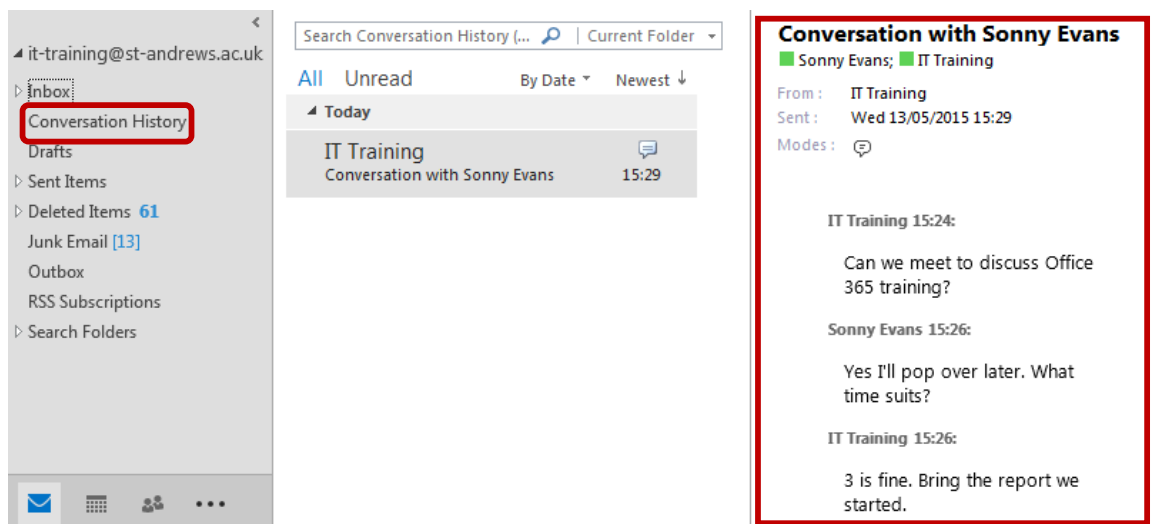 it-training@st-andrews.ac.uk
Inbox
Conversation History
Drafts
Sent Items
Deleted Items 61
Junk Email [13]
Outbox
RSS Subscriptions
Search Folders
Search Conversation History (... Current Folder
All Unread By Date Newest
Today
IT Training
Conversation with Sonny Evans 15:29
Conversation with Sonny Evans
Sonny Evans; IT Training
From : IT Training
Sent : Wed 13/05/2015 15:29
Modes :
IT Training 15:24:
Can we meet to discuss Office
365 training?
Sonny Evans 15:26:
Yes I'll pop over later. What
time suits?
IT Training 15:26:
3 is fine. Bring the report we
started.